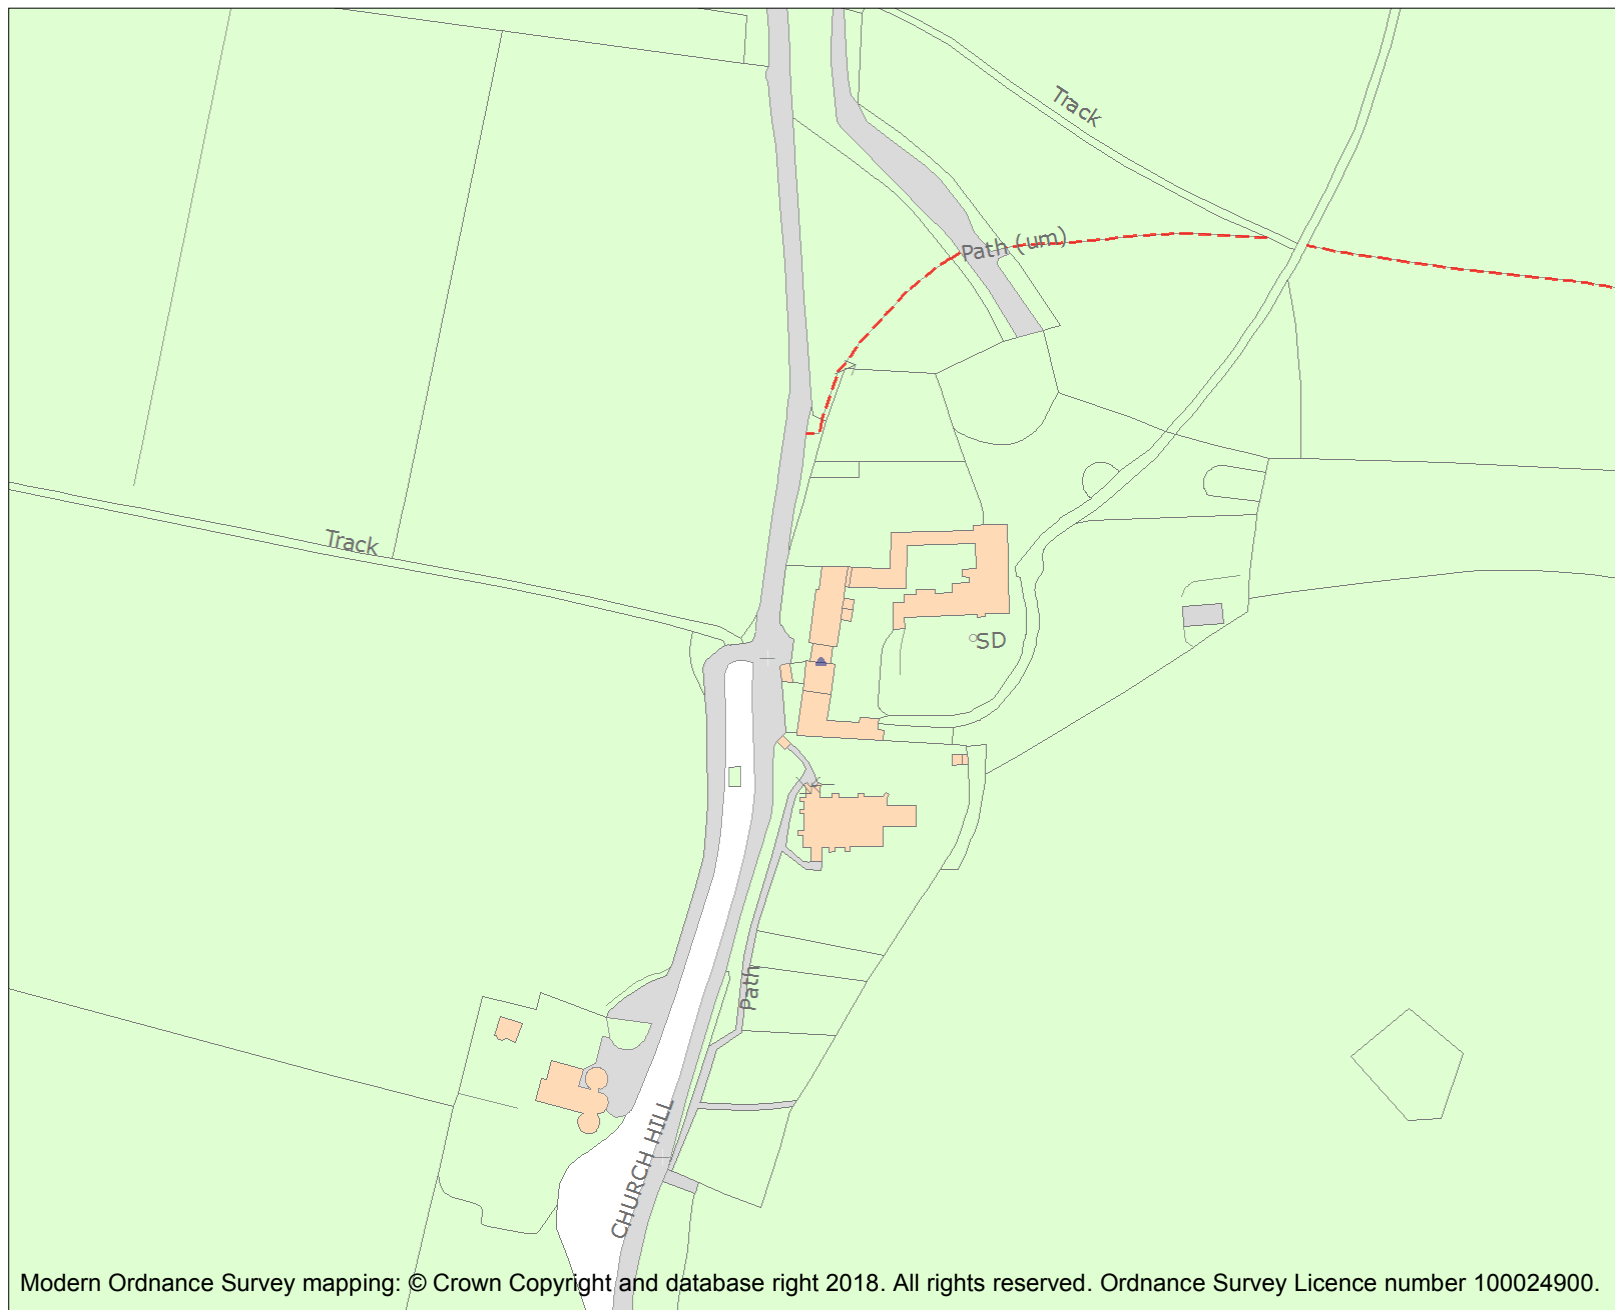 Track
Path (um)
Track
SD
Path
CHURCH HILL
Modern Ordnance Survey mapping: © Crown Copyright and database right 2018. All rights reserved. Ordnance Survey Licence number 100024900.